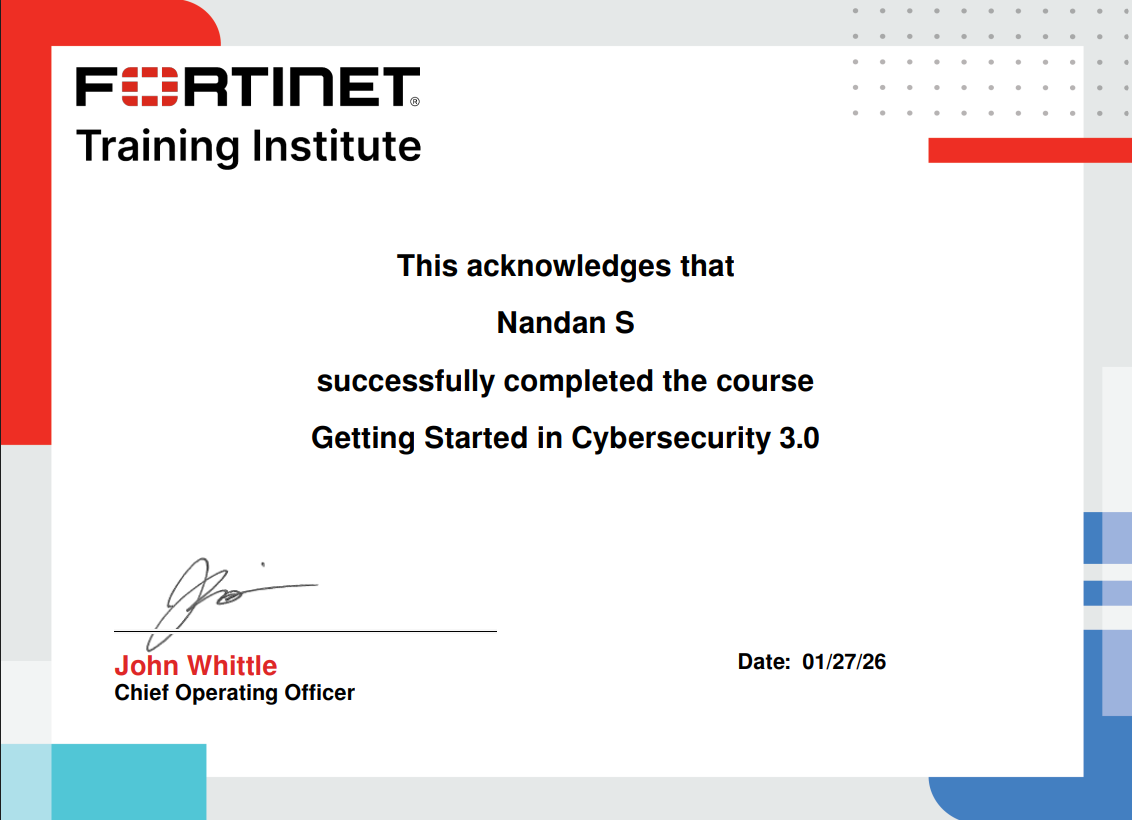 FORTINET®
Training Institute
This acknowledges that
Nandan S
successfully completed the course
Getting Started in Cybersecurity 3.0
John Whittle
Chief Operating Officer
Date: 01/27/26